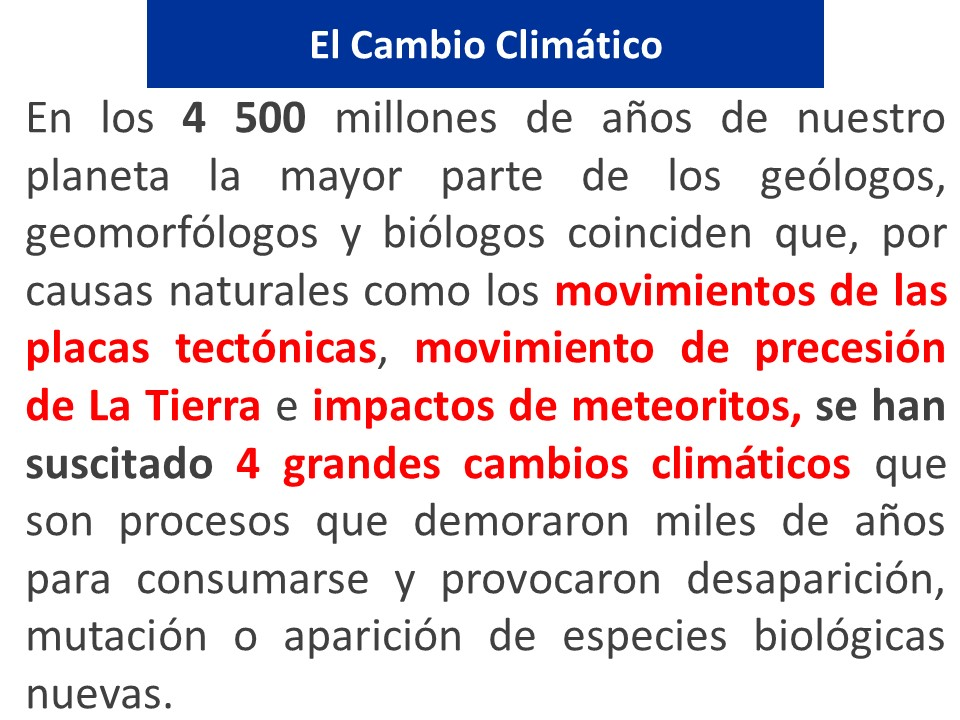 El Cambio Climático
En los 4 500 millones de años de nuestro
planeta la mayor parte de los geólogos,
geomorfólogos y biólogos coinciden que, por
causas naturales como los movimientos de las
placas tectónicas, movimiento de precesión
de La Tierra e impactos de meteoritos, se han
suscitado 4 grandes cambios climáticos que
son procesos que demoraron miles de años
para consumarse y provocaron desaparición,
mutación o aparición de especies biológicas
nuevas.